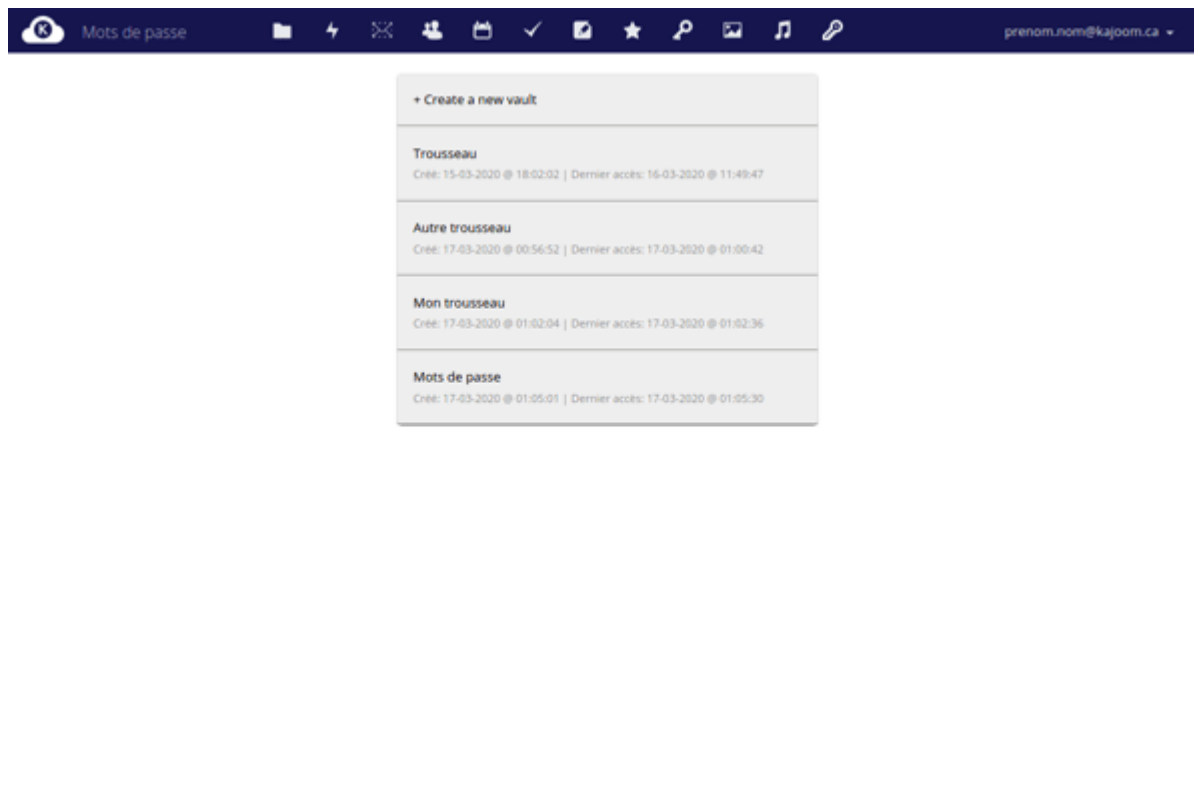 K
Mots de passe
prenom.nom@kajoom.ca
+ Create a new vault
Trousseau
Créé: 15-03-2020 @ 18:02:02 | Dernier accès: 16-03-2020 @ 11:49:47
Autre trousseau
Créé: 17-03-2020 @ 00:56:52 | Dernier accès: 17-03-2020 @ 01:00:42
Mon trousseau
Créé: 17-03-2020 @ 01:02:04 | Dernier accès: 17-03-2020 @ 01:02:36
Mots de passe
Créé: 17-03-2020 @ 01:05:01 | Dernier accès: 17-03-2020 @ 01:05:30